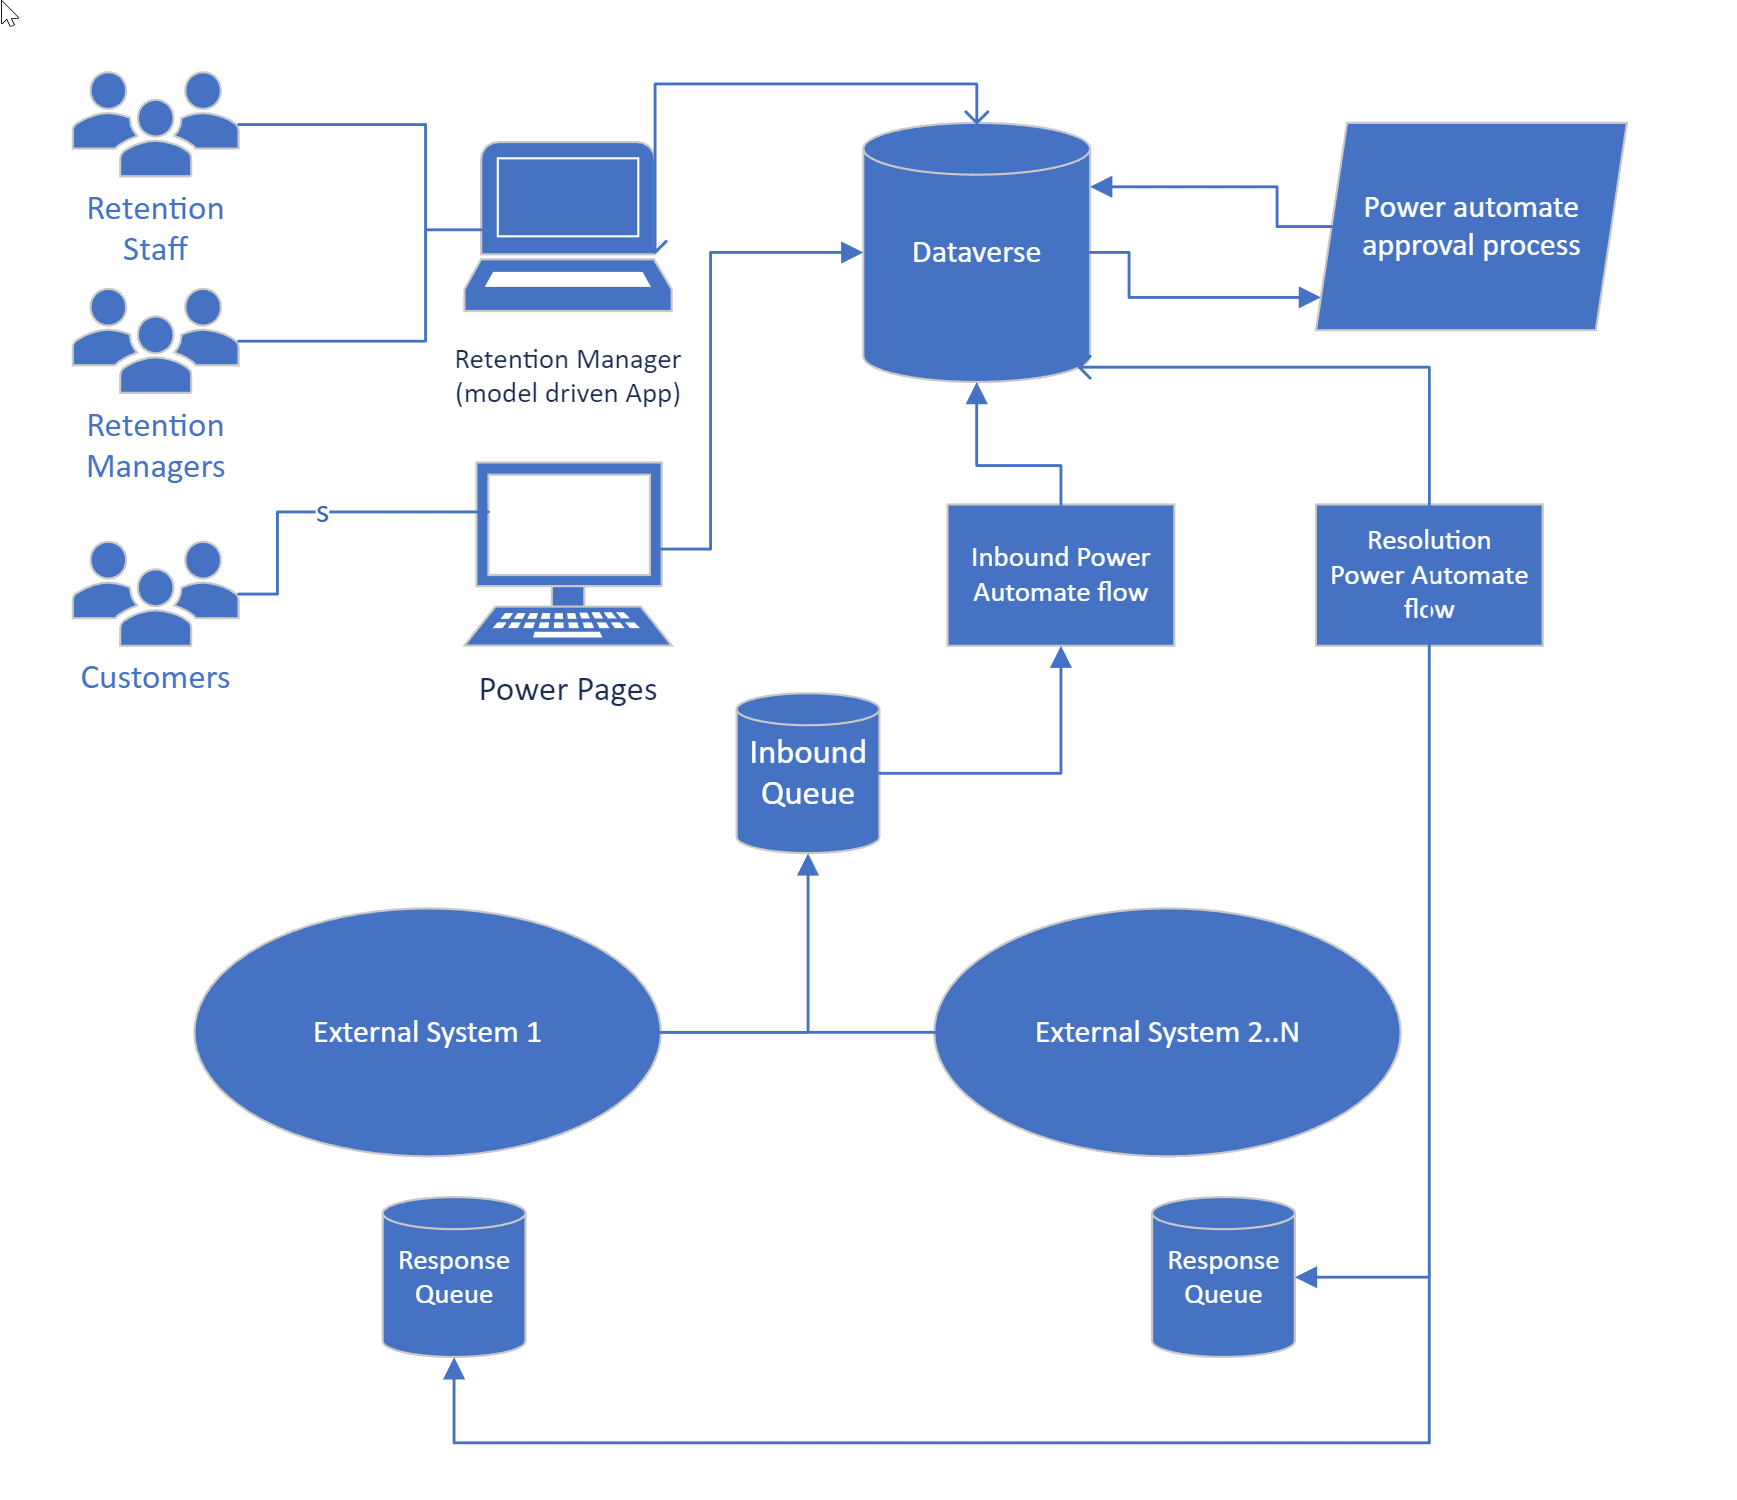 Retention
Staff
Retention
Managers
Customers
s
Retention Manager
(model driven App)
Power Pages
Dataverse
Power automate
approval process
Inbound Power
Automate flow
Resolution
Power Automate
flow
Inbound
Queue
External System 1
External System 2..N
Response
Queue
Response
Queue